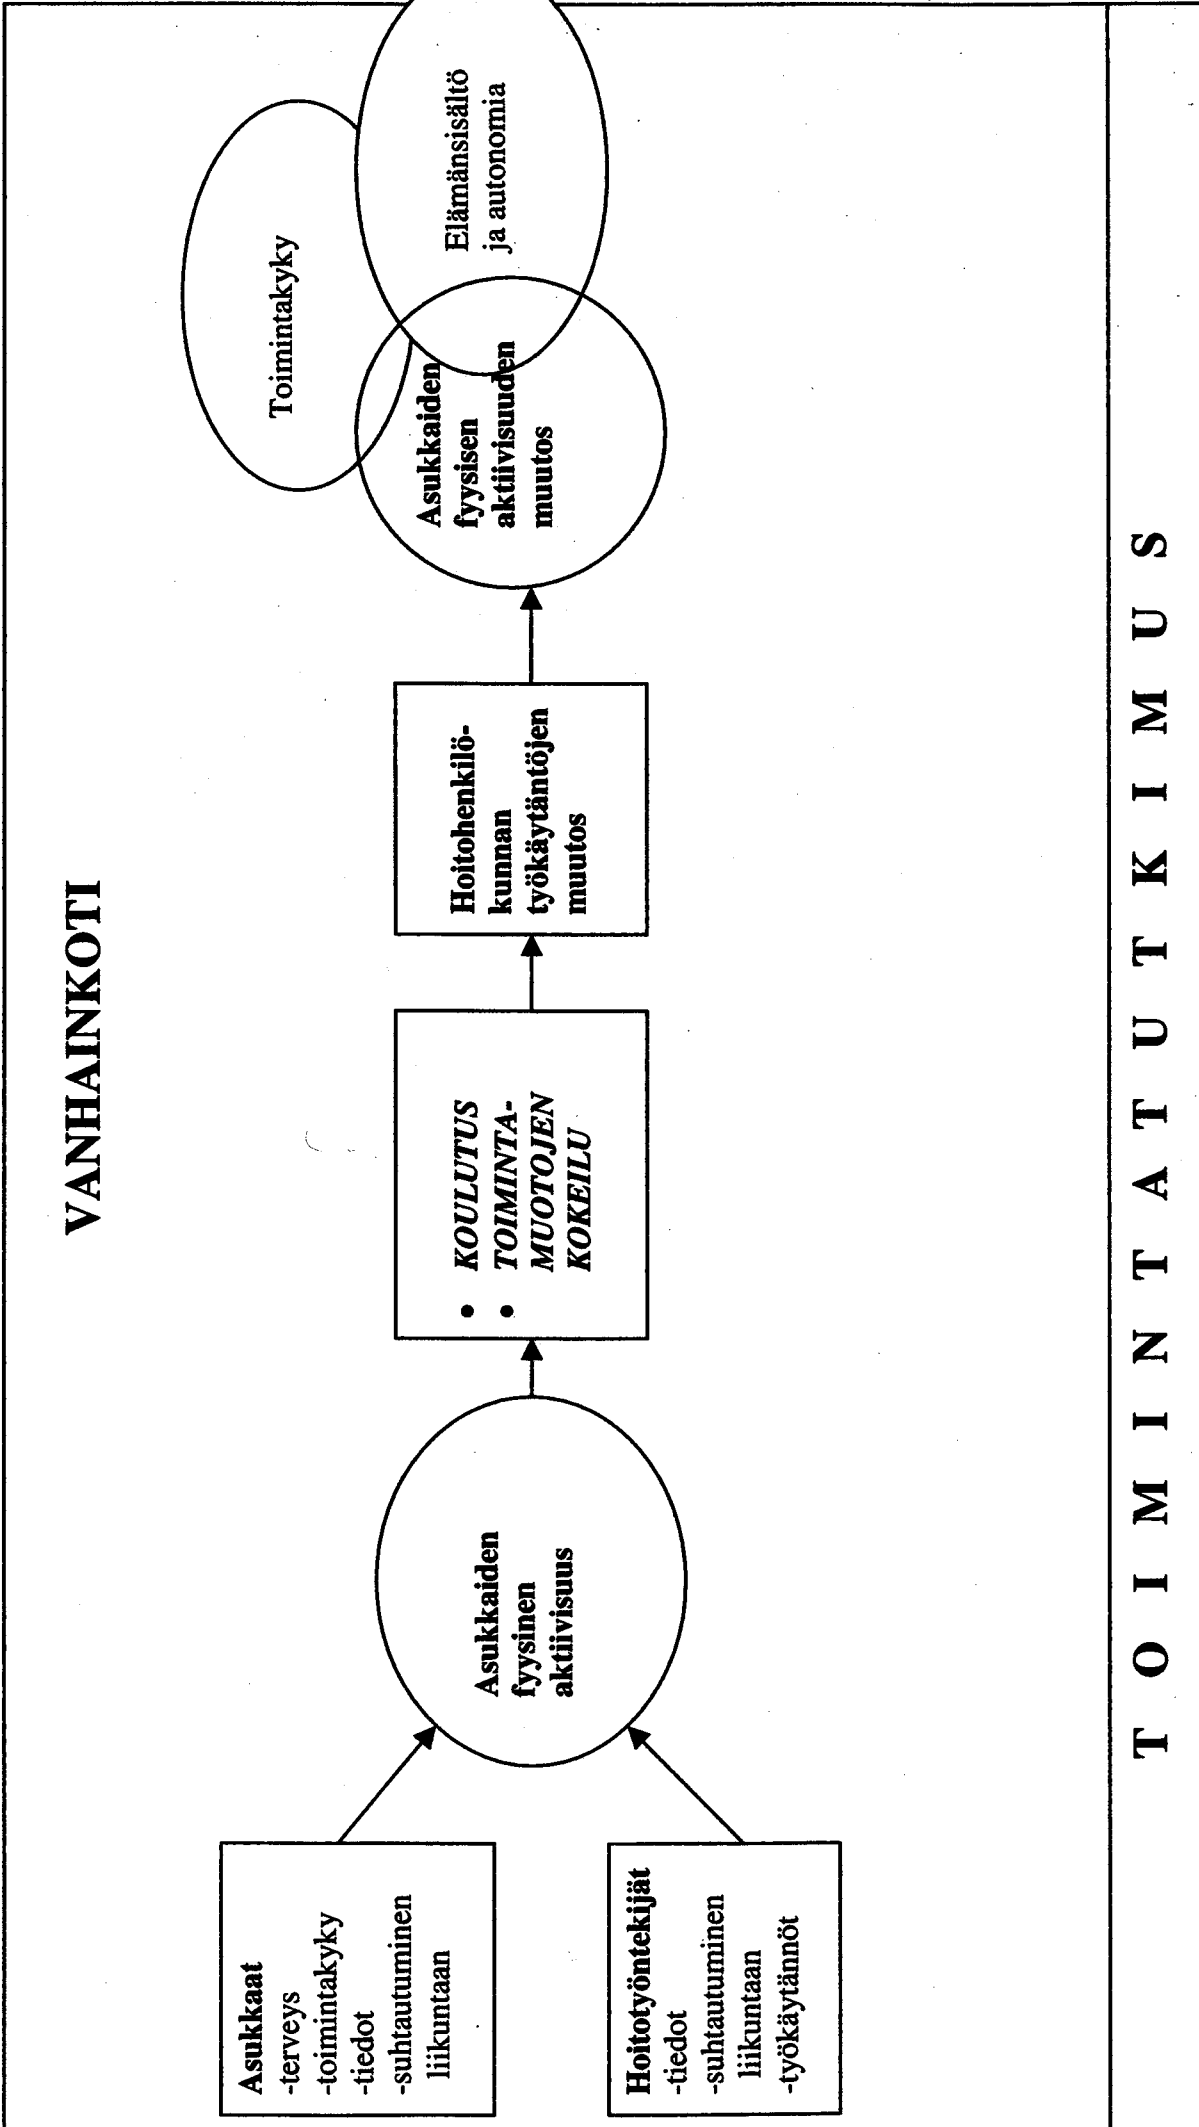 VANHAINKOTI
Asukkaat
-terveys
-toimintakyky
-tiedot
-suhtautuminen
liikuntaan
Hoitotyöntekijät
-tiedot
-suhtautuminen
liikuntaan
-työkäytännöt
Asukkaiden
fyysinen
aktiivisuus
• KOULUTUS
• TOIMINTA-
MUOTOJEN
KOKEILU
Hoitohenkilö-
kunnan
työkäytäntöjen
muutos
Asukkaiden
fyysisen
aktiivisuuden
muutos
Toimintakyky
Elämänsisältö
ja autonomia
TOIMINTATUTKIMUS